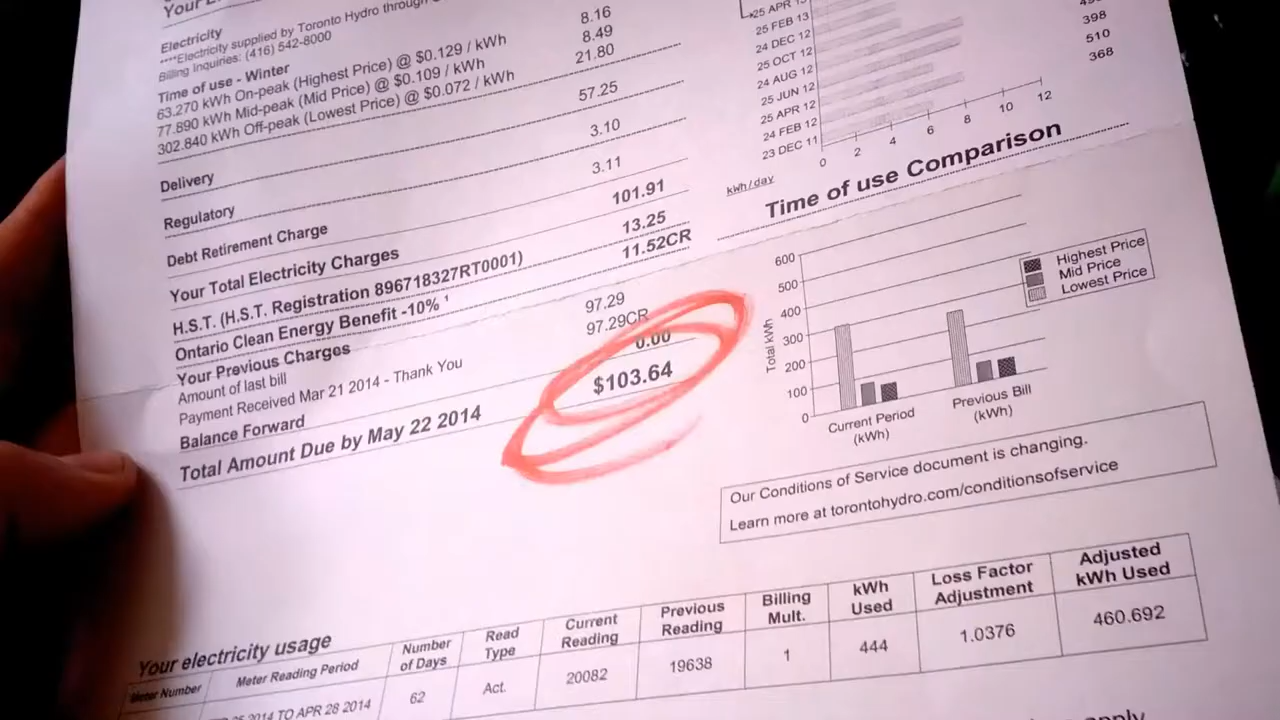 Your
Electricity
****Electricity supplied by Toronto Hydro through
Billing Inquiries: (416) 542-8000
Time of use - Winter
63.270 kWh On-peak (Highest Price) @ $0.129 / kWh 8.16
77.890 kWh Mid-peak (Mid Price) @ $0.109 / kWh 8.49
302.840 kWh Off-peak (Lowest Price) @ $0.072 / kWh 21.80
Delivery 57.25
Regulatory 3.10
Debt Retirement Charge 3.11
Your Total Electricity Charges 101.91
H.S.T. (H.S.T. Registration 896718327RT0001) 13.25
Ontario Clean Energy Benefit -10% ¹ 11.52CR
Your Previous Charges
Amount of last bill 97.29
Payment Received Mar 21 2014 - Thank You 97.29CR
Balance Forward 0.00
Total Amount Due by May 22 2014 $103.64
25 APR 13
25 FEB 13
24 DEC 12 398
25 OCT 12 510
24 AUG 12 368
25 JUN 12
25 APR 12
24 FEB 12
23 DEC 11
0 2 4 6 8 10 12
kWh/day
Time of use Comparison
600
500
400
300
200
100
0
Total kWh
Highest Price
Mid Price
Lowest Price
Current Period
(kWh)
Previous Bill
(kWh)
Our Conditions of Service document is changing.
Learn more at torontohydro.com/conditionsofservice
Your electricity usage
Meter Number Meter Reading Period Number of Days Read Type Current Reading Previous Reading Billing Mult. kWh Used Loss Factor Adjustment Adjusted kWh Used
2014 TO APR 28 2014 62 Act. 20082 19638 1 444 1.0376 460.692
apply